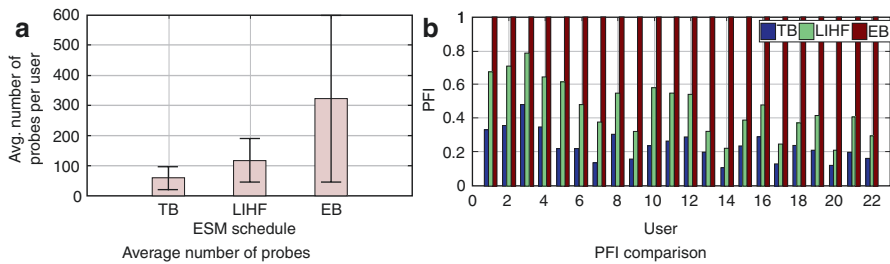 a
Avg. number of
probes per user
600
500
400
300
200
100
0
TB LIHF EB
ESM schedule
Average number of probes
b
PFI
1
0.8
0.6
0.4
0.2
0
TB LIHF EB
0 2 4 6 8 10 12 14 16 18 20 22
User
PFI comparison